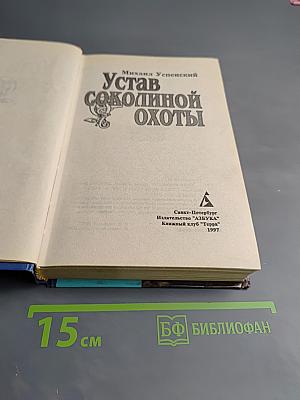 Михаил Успенский
Устав
соколиной
охоты
Санкт-Петербург
Издательство "АЗБУКА"
Книжный клуб "Терра"
1997
15 см
БФ БИБЛИОФАН